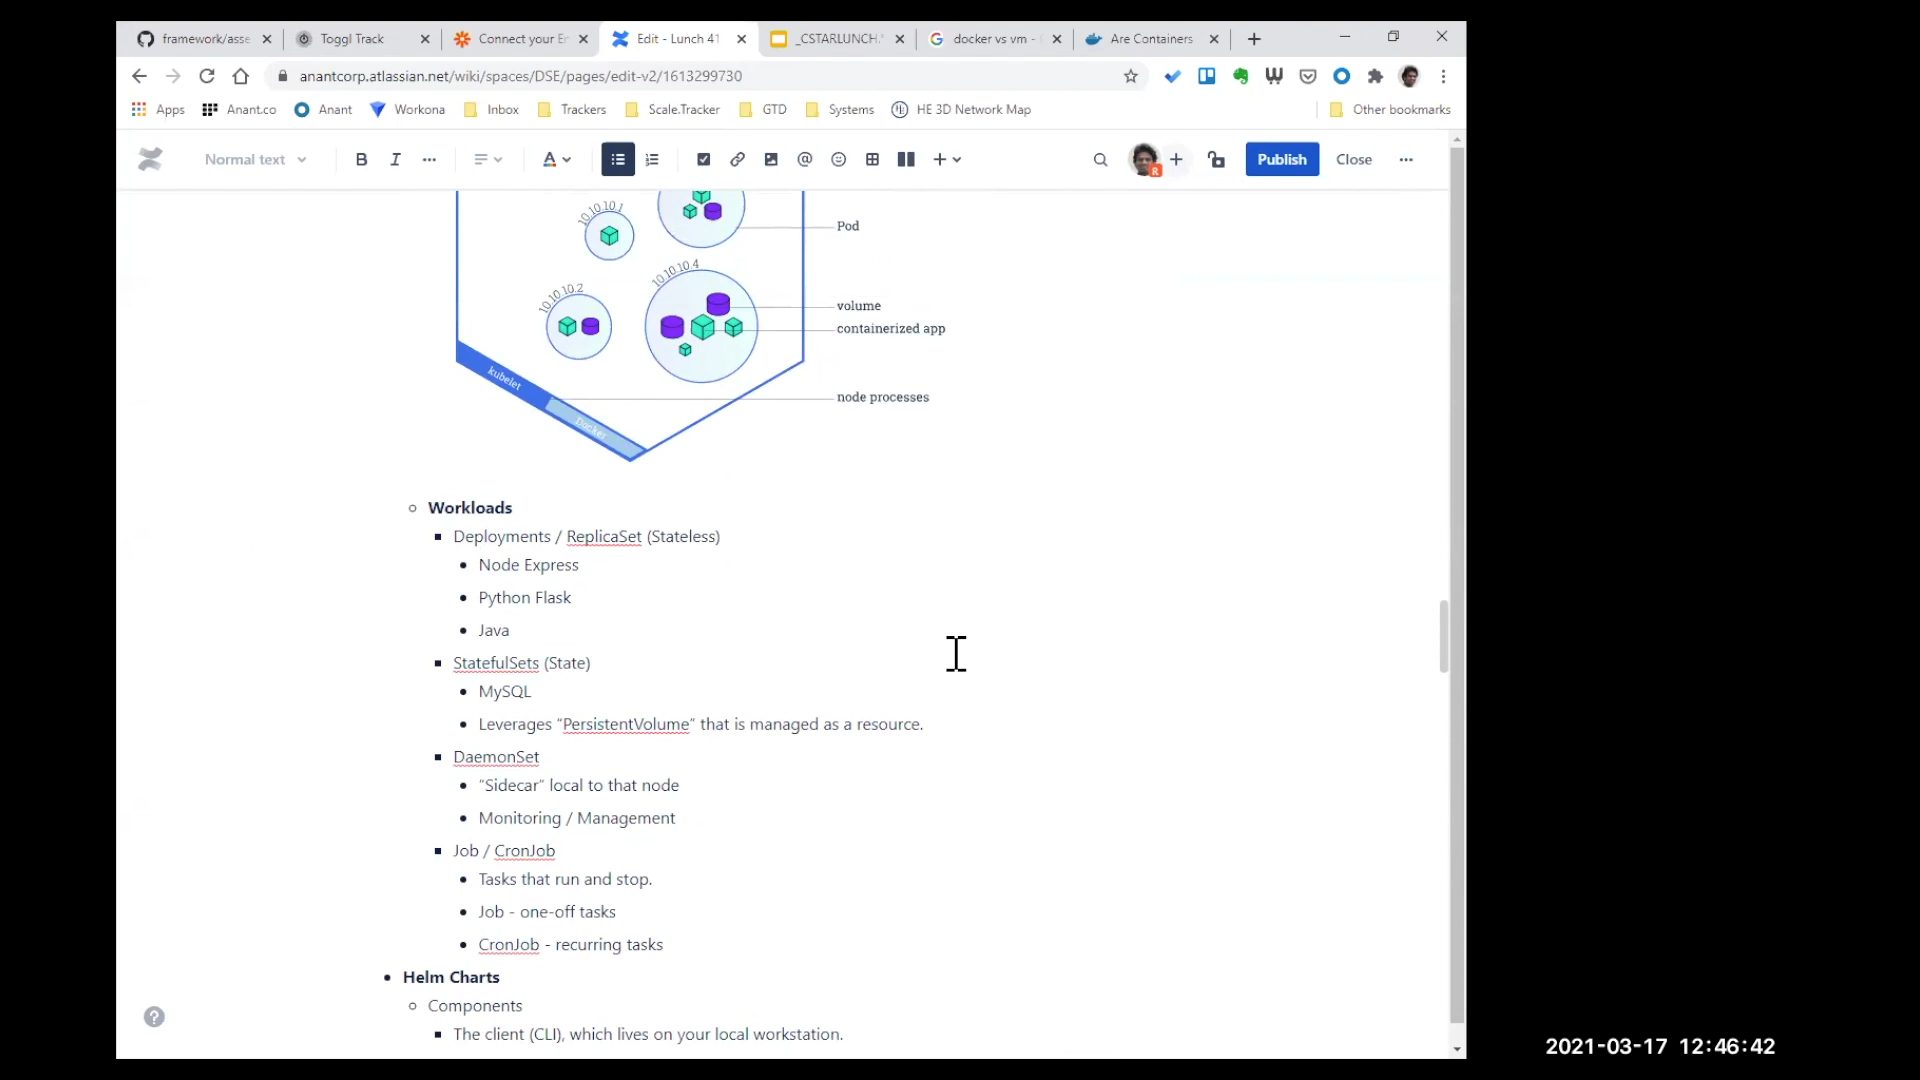 framework/asse
Toggl Track
Connect your En
Edit - Lunch 41
_CSTARLUNCH.
docker vs vm -
Are Containers
anantcorp.atlassian.net/wiki/spaces/DSE/pages/edit-v2/1613299730
Apps
Anant.co
Anant
Workona
Inbox
Trackers
Scale.Tracker
GTD
Systems
HE 3D Network Map
Other bookmarks
Normal text
B
I
A
R
Publish
Close
10.10.10.1
Pod
10.10.10.4
10.10.10.2
volume
containerized app
kubelet
node processes
Docker
Workloads
Deployments / ReplicaSet (Stateless)
Node Express
Python Flask
Java
StatefulSets (State)
MySQL
Leverages “PersistentVolume” that is managed as a resource.
DaemonSet
“Sidecar” local to that node
Monitoring / Management
Job / CronJob
Tasks that run and stop.
Job - one-off tasks
CronJob - recurring tasks
Helm Charts
Components
The client (CLI), which lives on your local workstation.
2021-03-17 12:46:42